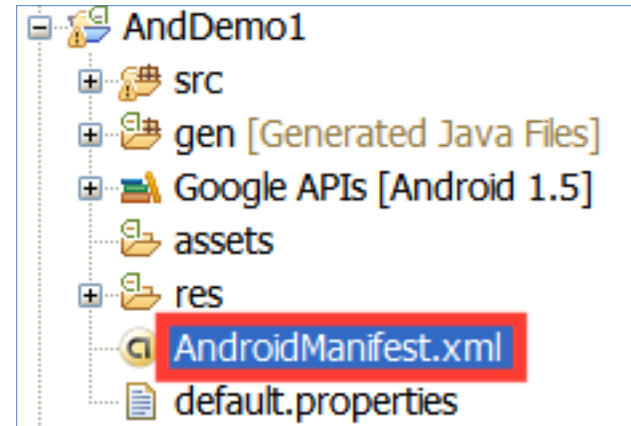 AndDemo1
src
gen [Generated Java Files]
Google APIs [Android 1.5]
assets
res
AndroidManifest.xml
default.properties